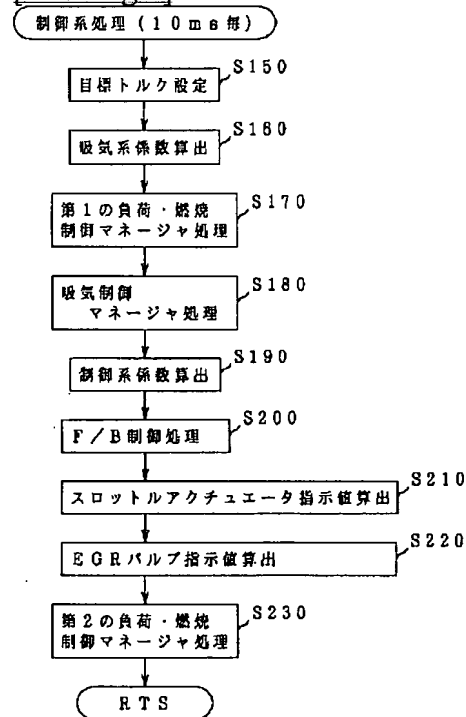 制御系処理(10ms毎)
S150
目標トルク設定
S160
吸気系係数算出
S170
第1の負荷・燃焼
制御マネージャ処理
S180
吸気制御
マネージャ処理
S190
制御系係数算出
S200
F/B制御処理
S210
スロットルアクチュエータ指示値算出
S220
EGRバルブ指示値算出
S230
第2の負荷・燃焼
制御マネージャ処理
RTS